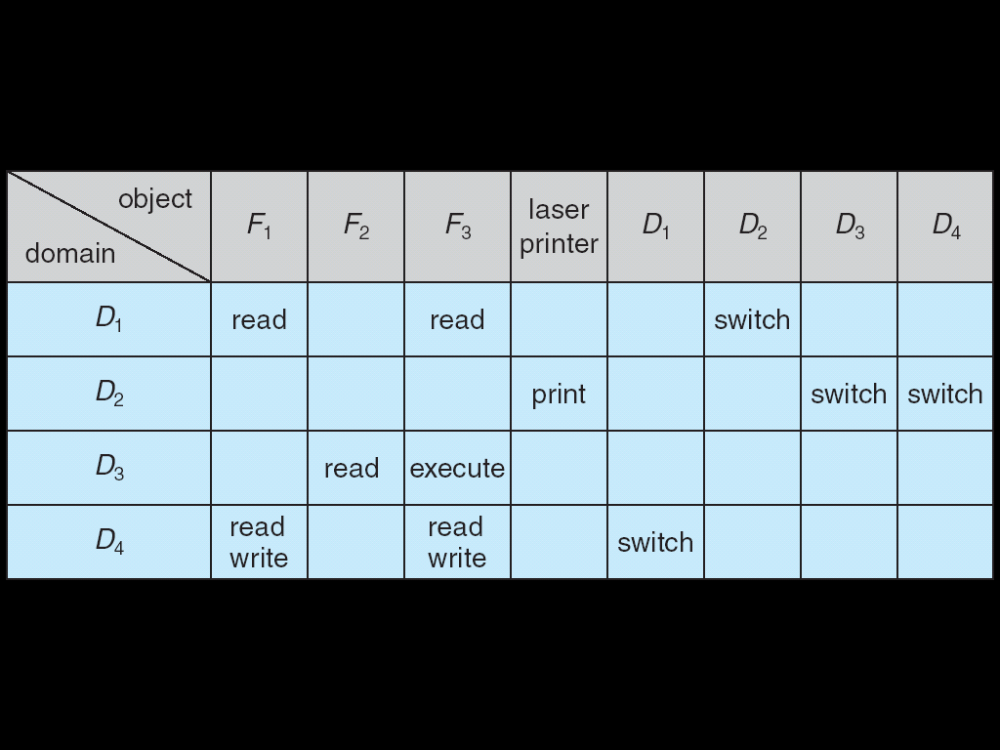 object
domain
F1
F2
F3
laser
printer
D1
D2
D3
D4
D1 read read switch
D2 print switch switch
D3 read execute
D4 read write read write switch